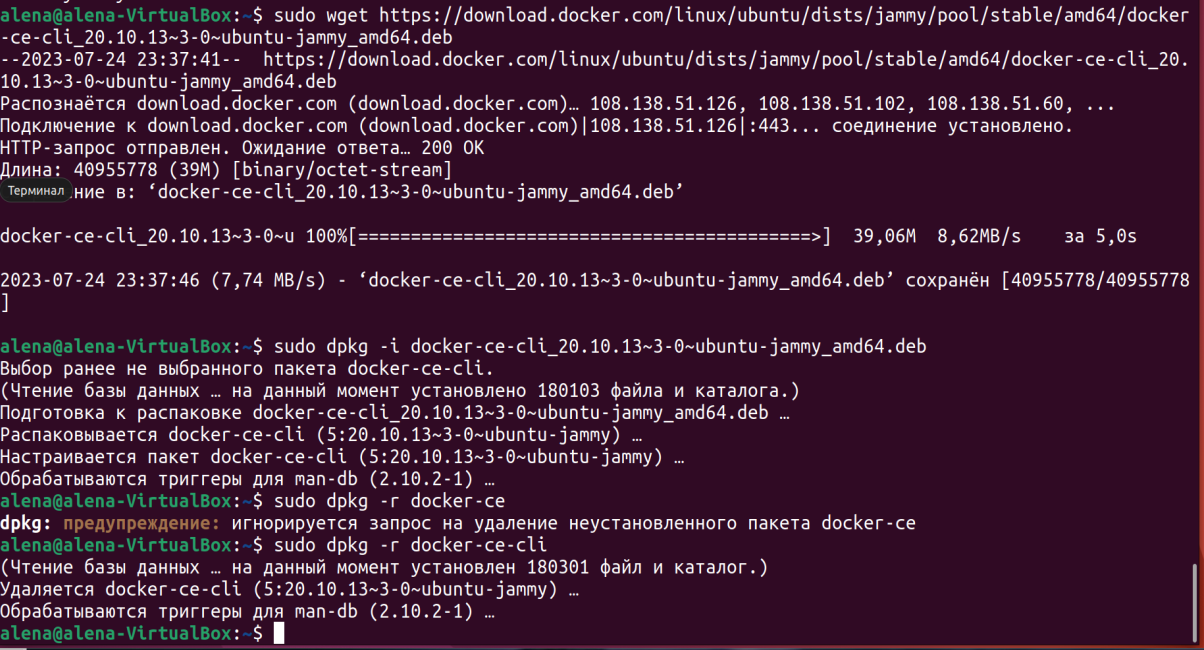 alena@alena-VirtualBox:~$ sudo wget https://download.docker.com/linux/ubuntu/dists/jammy/pool/stable/amd64/docker
-ce-cli_20.10.13~3-0~ubuntu-jammy_amd64.deb
--2023-07-24 23:37:41--  https://download.docker.com/linux/ubuntu/dists/jammy/pool/stable/amd64/docker-ce-cli_20.
10.13~3-0~ubuntu-jammy_amd64.deb
Распознаётся download.docker.com (download.docker.com)… 108.138.51.126, 108.138.51.102, 108.138.51.60, ...
Подключение к download.docker.com (download.docker.com)|108.138.51.126|:443... соединение установлено.
HTTP-запрос отправлен. Ожидание ответа… 200 OK
Длина: 40955778 (39M) [binary/octet-stream]
Терминал
ние в: ‘docker-ce-cli_20.10.13~3-0~ubuntu-jammy_amd64.deb’
docker-ce-cli_20.10.13~3-0~u 100%[===========================================>]  39,06M  8,62MB/s    за 5,0s
2023-07-24 23:37:46 (7,74 MB/s) - ‘docker-ce-cli_20.10.13~3-0~ubuntu-jammy_amd64.deb’ сохранён [40955778/40955778
]
alena@alena-VirtualBox:~$ sudo dpkg -i docker-ce-cli_20.10.13~3-0~ubuntu-jammy_amd64.deb
Выбор ранее не выбранного пакета docker-ce-cli.
(Чтение базы данных … на данный момент установлено 180103 файла и каталога.)
Подготовка к распаковке docker-ce-cli_20.10.13~3-0~ubuntu-jammy_amd64.deb …
Распаковывается docker-ce-cli (5:20.10.13~3-0~ubuntu-jammy) …
Настраивается пакет docker-ce-cli (5:20.10.13~3-0~ubuntu-jammy) …
Обрабатываются триггеры для man-db (2.10.2-1) …
alena@alena-VirtualBox:~$ sudo dpkg -r docker-ce
dpkg: предупреждение: игнорируется запрос на удаление неустановленного пакета docker-ce
alena@alena-VirtualBox:~$ sudo dpkg -r docker-ce-cli
(Чтение базы данных … на данный момент установлен 180301 файл и каталог.)
Удаляется docker-ce-cli (5:20.10.13~3-0~ubuntu-jammy) …
Обрабатываются триггеры для man-db (2.10.2-1) …
alena@alena-VirtualBox:~$